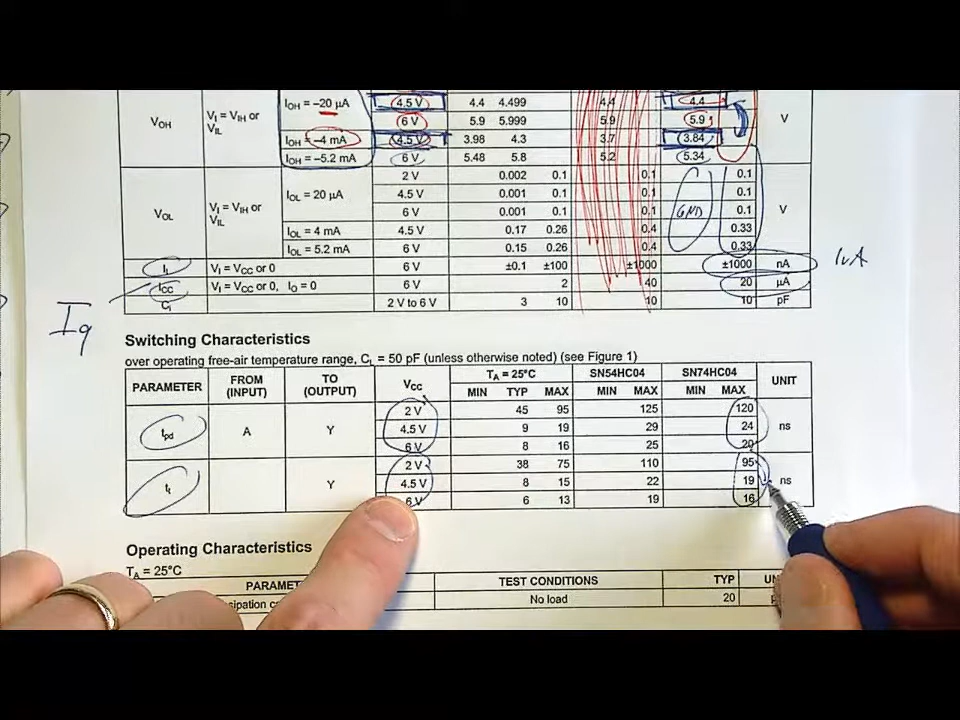 IOH = –20 µA 4.5 V 4.4 4.499 4.4 4.4
6 V 5.9 5.999 5.9 5.9
VOH VI = VIH or VIL V
IOH = –4 mA 4.5 V 3.98 4.3 3.7 3.84
IOH = –5.2 mA 6 V 5.48 5.8 5.2 5.34
2 V 0.002 0.1 0.1 0.1
IOL = 20 µA 4.5 V 0.001 0.1 0.1 0.1
VOL VI = VIH or VIL 6 V 0.001 0.1 0.1 GND 0.1 V
IOL = 4 mA 4.5 V 0.17 0.26 0.4 0.33
IOL = 5.2 mA 6 V 0.15 0.26 0.4 0.33
II VI = VCC or 0 6 V ±0.1 ±100 ±1000 ±1000 nA 1uA
ICC VI = VCC or 0, IO = 0 6 V 2 40 20 µA
Ci 2 V to 6 V 3 10 10 10 pF
Iq
Switching Characteristics
over operating free-air temperature range, CL = 50 pF (unless otherwise noted) (see Figure 1)
PARAMETER FROM (INPUT) TO (OUTPUT) VCC TA = 25°C SN54HC04 SN74HC04 UNIT
MIN TYP MAX MIN MAX MIN MAX
2 V 45 95 125 120
tpd A Y 4.5 V 9 19 29 24 ns
6 V 8 16 25 20
2 V 38 75 110 95
tt Y 4.5 V 8 15 22 19 ns
6 V 6 13 19 16
Operating Characteristics
TA = 25°C
PARAMET TEST CONDITIONS TYP UN
No load 20